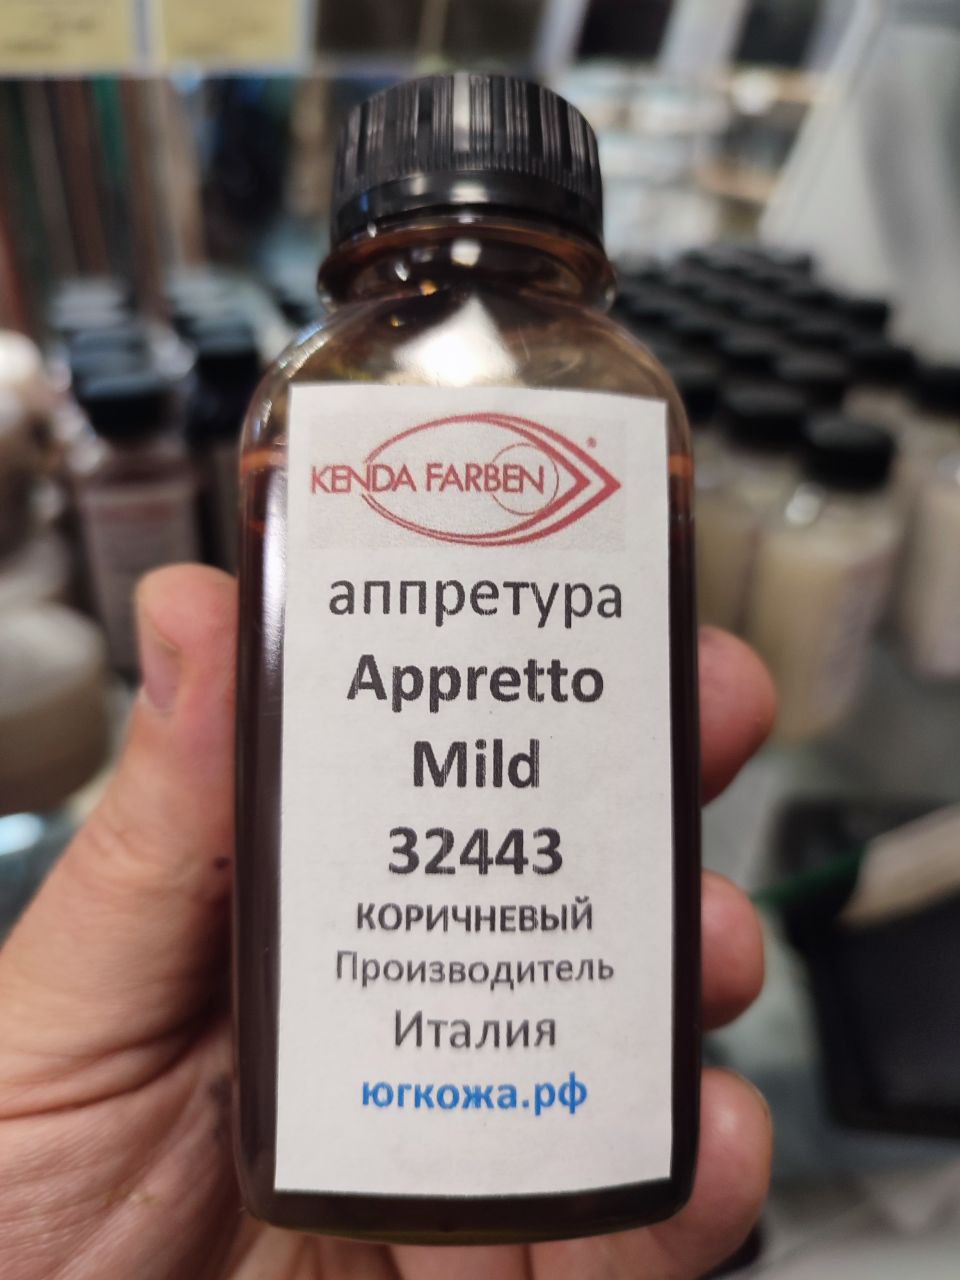 KENDA FARBEN ®
аппретура
Appretto
Mild
32443
КОРИЧНЕВЫЙ
Производитель
Италия
югкожа.рф